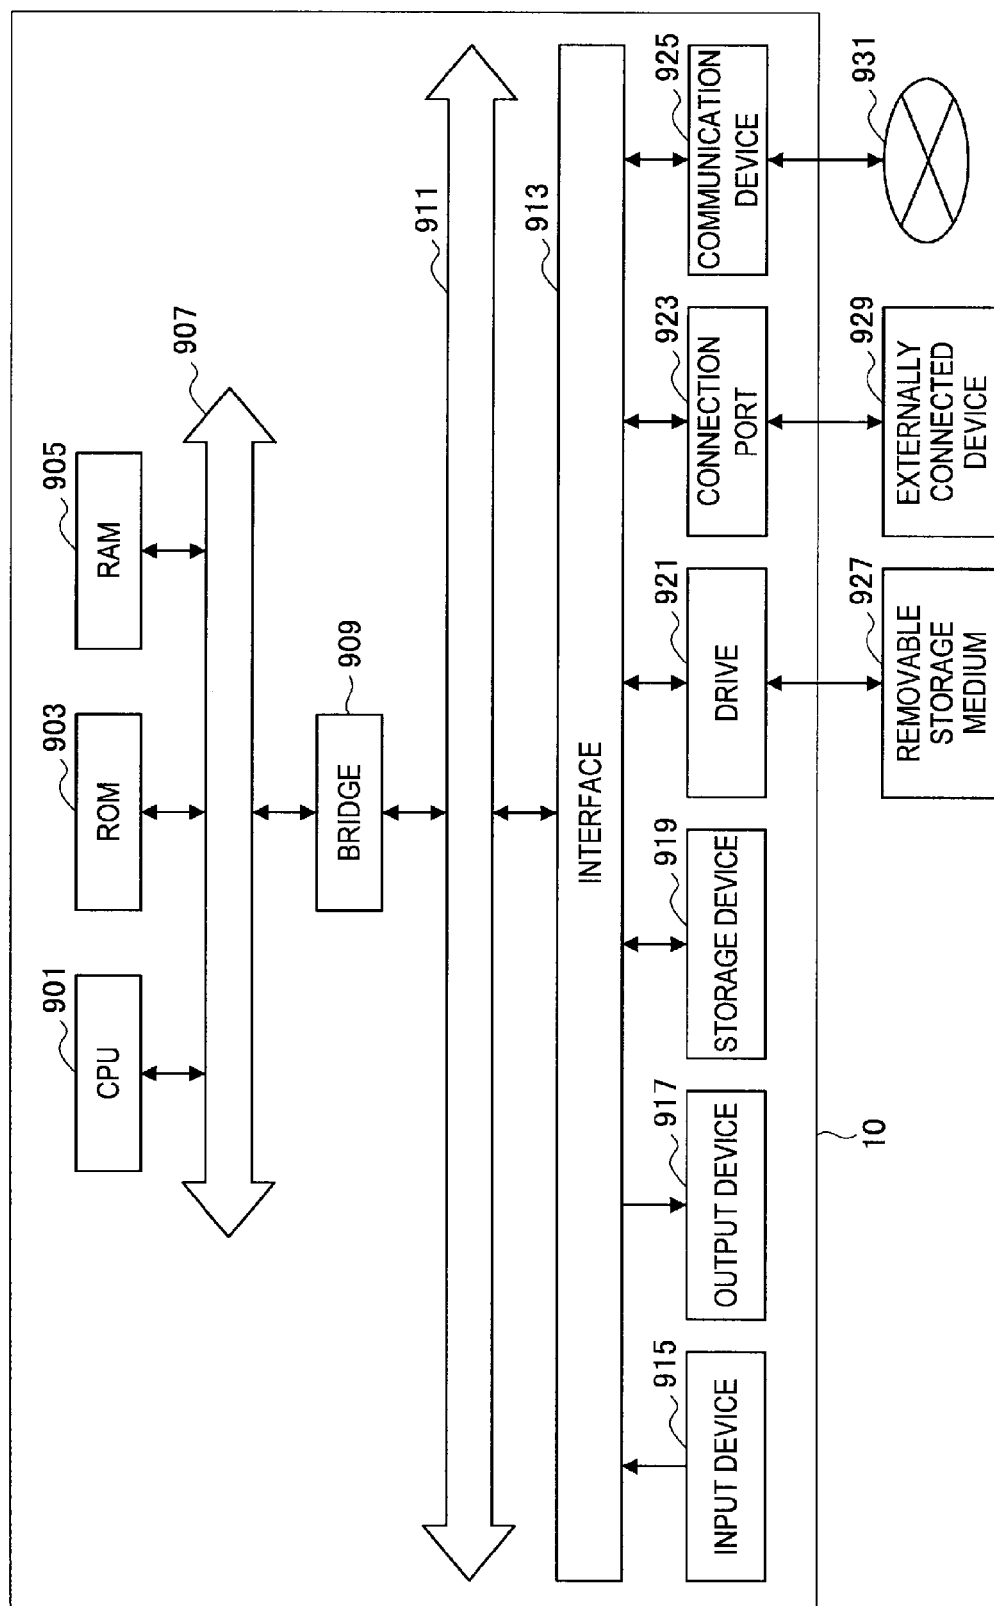 901
CPU
903
ROM
905
RAM
907
909
BRIDGE
911
913
INTERFACE
915
INPUT DEVICE
917
OUTPUT DEVICE
919
STORAGE DEVICE
921
DRIVE
923
CONNECTION
PORT
925
COMMUNICATION
DEVICE
10
927
REMOVABLE
STORAGE
MEDIUM
929
EXTERNALLY
CONNECTED
DEVICE
931